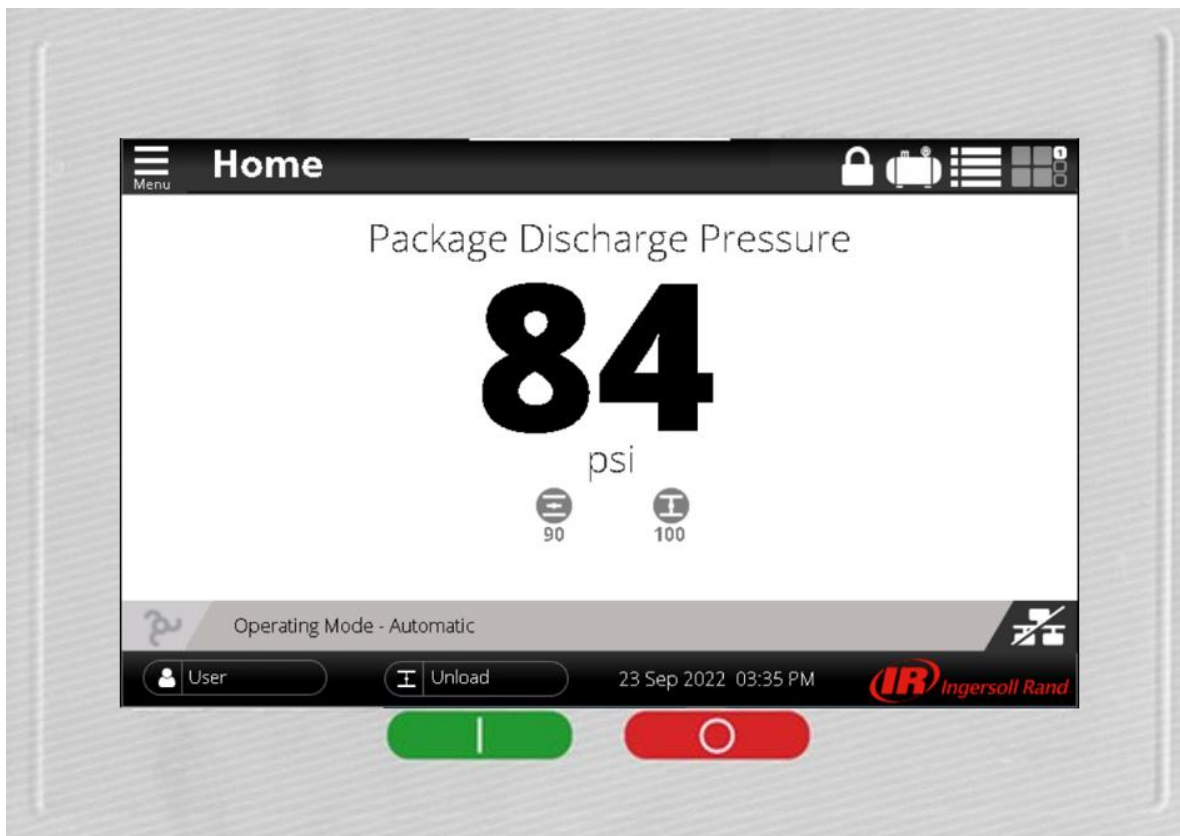 Menu
Home
1
Package Discharge Pressure
84
psi
90 100
Operating Mode - Automatic
User
Unload
23 Sep 2022 03:35 PM
IR Ingersoll Rand